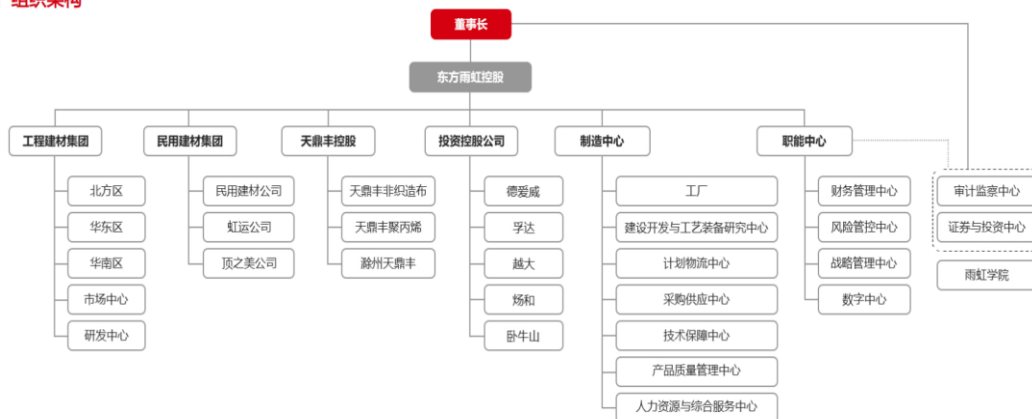 组织架构
董事长
东方雨虹控股
工程建材集团
北方区
华东区
华南区
市场中心
研发中心
民用建材集团
民用建材公司
虹运公司
顶之美公司
天鼎丰控股
天鼎丰非织造布
天鼎丰聚丙烯
滁州天鼎丰
投资控股公司
德爱威
孚达
越大
炀和
卧牛山
制造中心
工厂
建设开发与工艺装备研究中心
计划物流中心
采购供应中心
技术保障中心
产品质量管理中心
人力资源与综合服务中心
职能中心
财务管理中心
风险管控中心
战略管理中心
数字中心
审计监察中心
证券与投资中心
雨虹学院